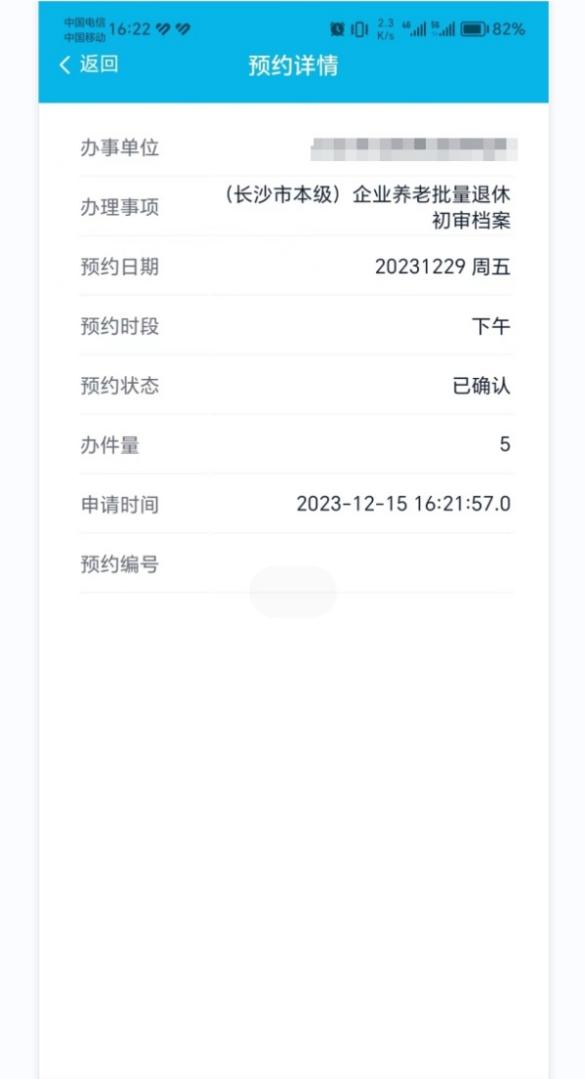 中国电信
中国移动
16:22
2.3
K/s
82%
返回
预约详情
办事单位
办理事项
（长沙市本级）企业养老批量退休
初审档案
预约日期
20231229 周五
预约时段
下午
预约状态
已确认
办件量
5
申请时间
2023-12-15 16:21:57.0
预约编号